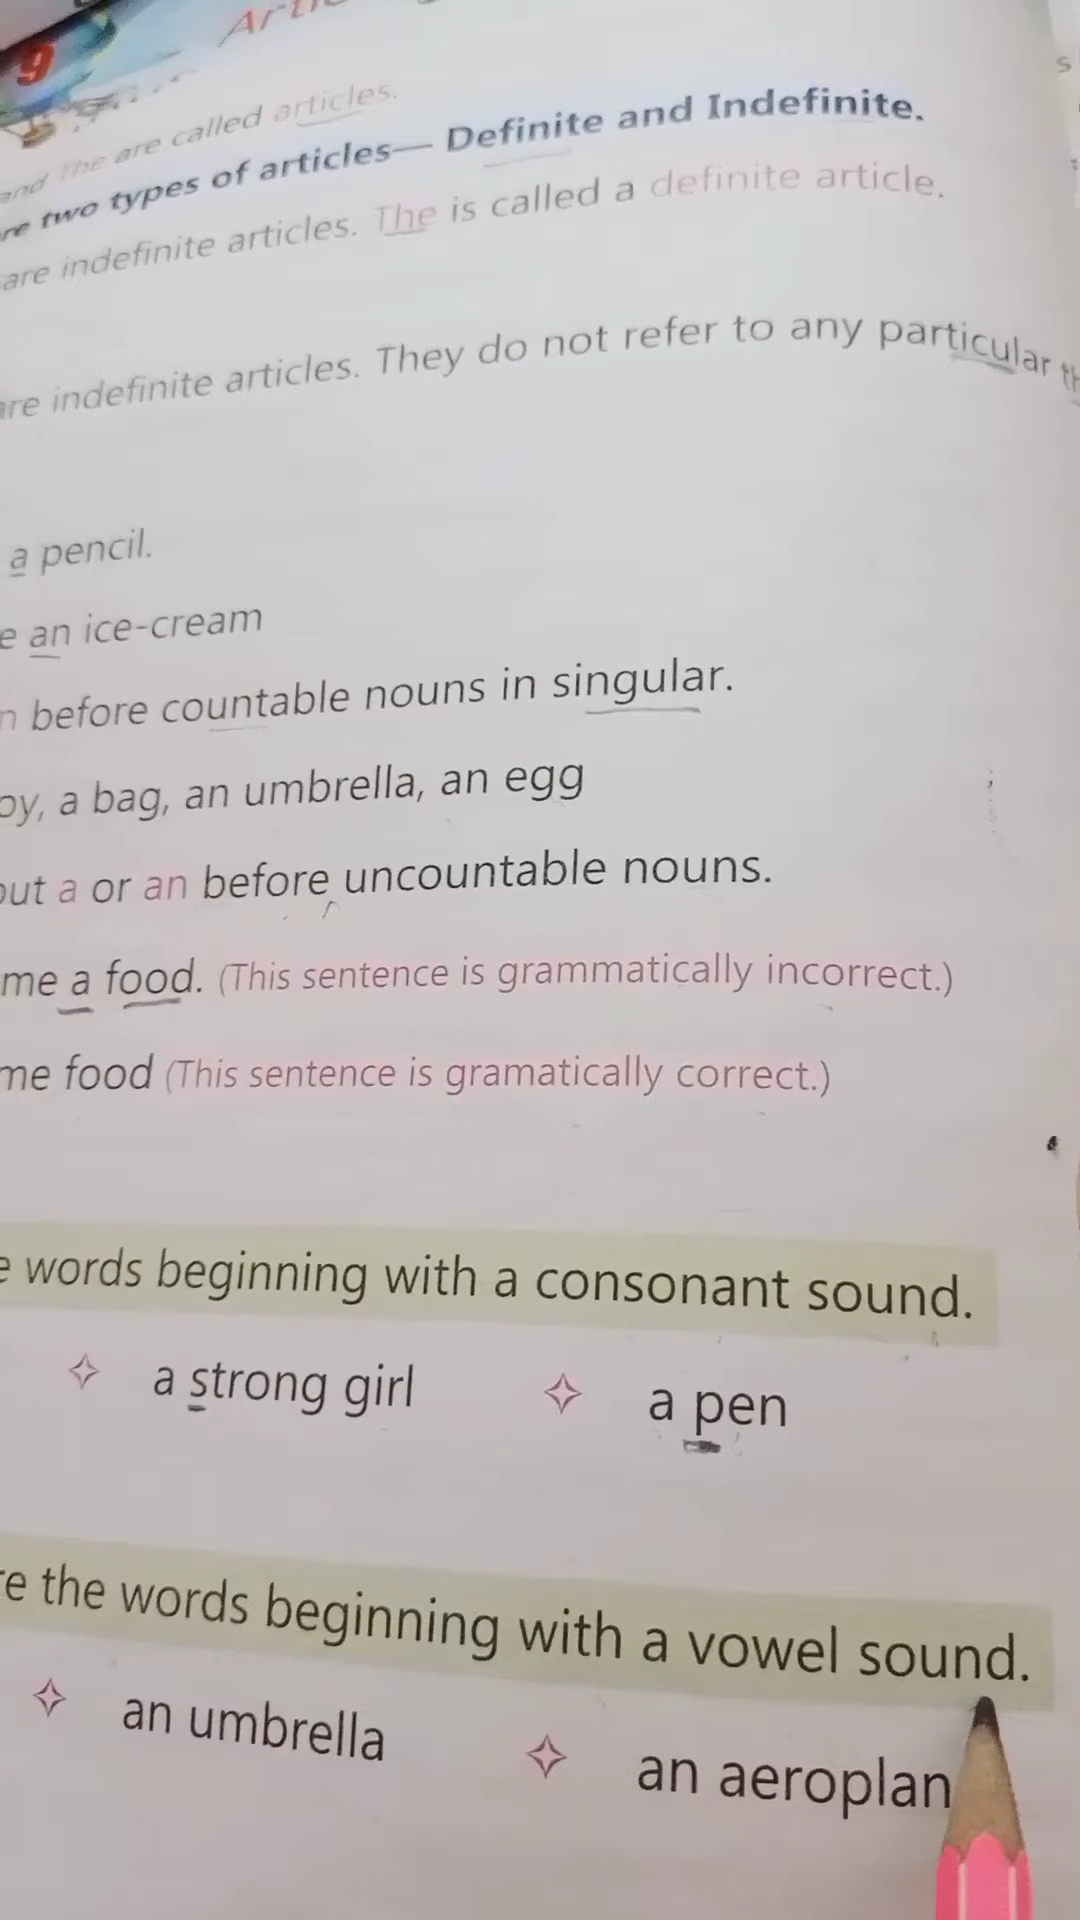 9
and The are called articles.
re two types of articles— Definite and Indefinite.
are indefinite articles. The is called a definite article.
are indefinite articles. They do not refer to any particular th
a pencil.
e an ice-cream
n before countable nouns in singular.
oy, a bag, an umbrella, an egg
out a or an before uncountable nouns.
me a food. (This sentence is grammatically incorrect.)
me food (This sentence is gramatically correct.)
e words beginning with a consonant sound.
a strong girl a pen
re the words beginning with a vowel sound.
an umbrella an aeroplan